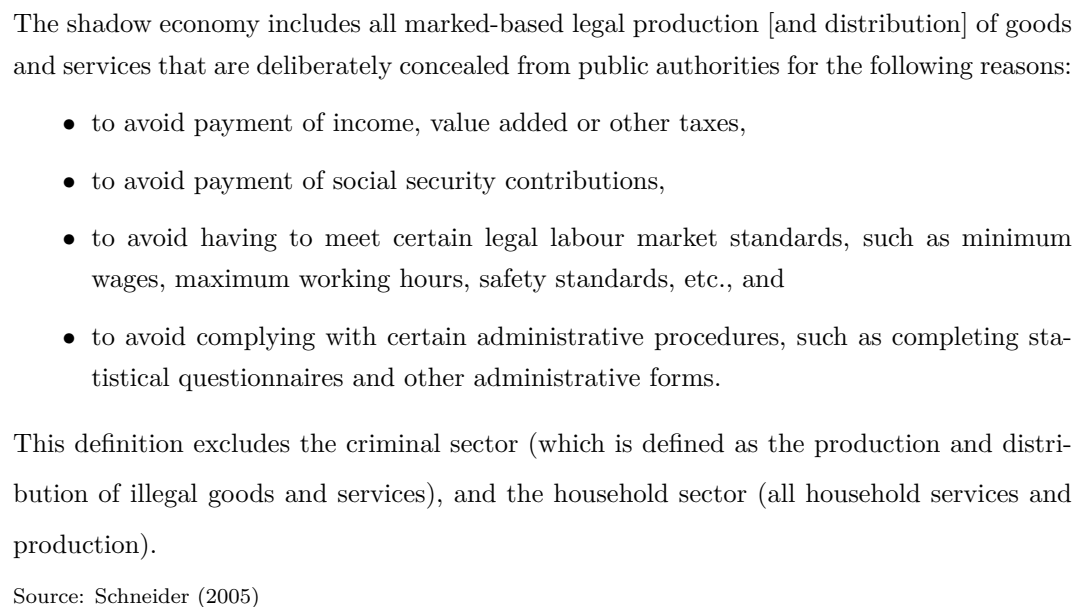 The shadow economy includes all marked-based legal production [and distribution] of goods
and services that are deliberately concealed from public authorities for the following reasons:
• to avoid payment of income, value added or other taxes,
• to avoid payment of social security contributions,
• to avoid having to meet certain legal labour market standards, such as minimum
wages, maximum working hours, safety standards, etc., and
• to avoid complying with certain administrative procedures, such as completing sta-
tistical questionnaires and other administrative forms.
This definition excludes the criminal sector (which is defined as the production and distri-
bution of illegal goods and services), and the household sector (all household services and
production).
Source: Schneider (2005)